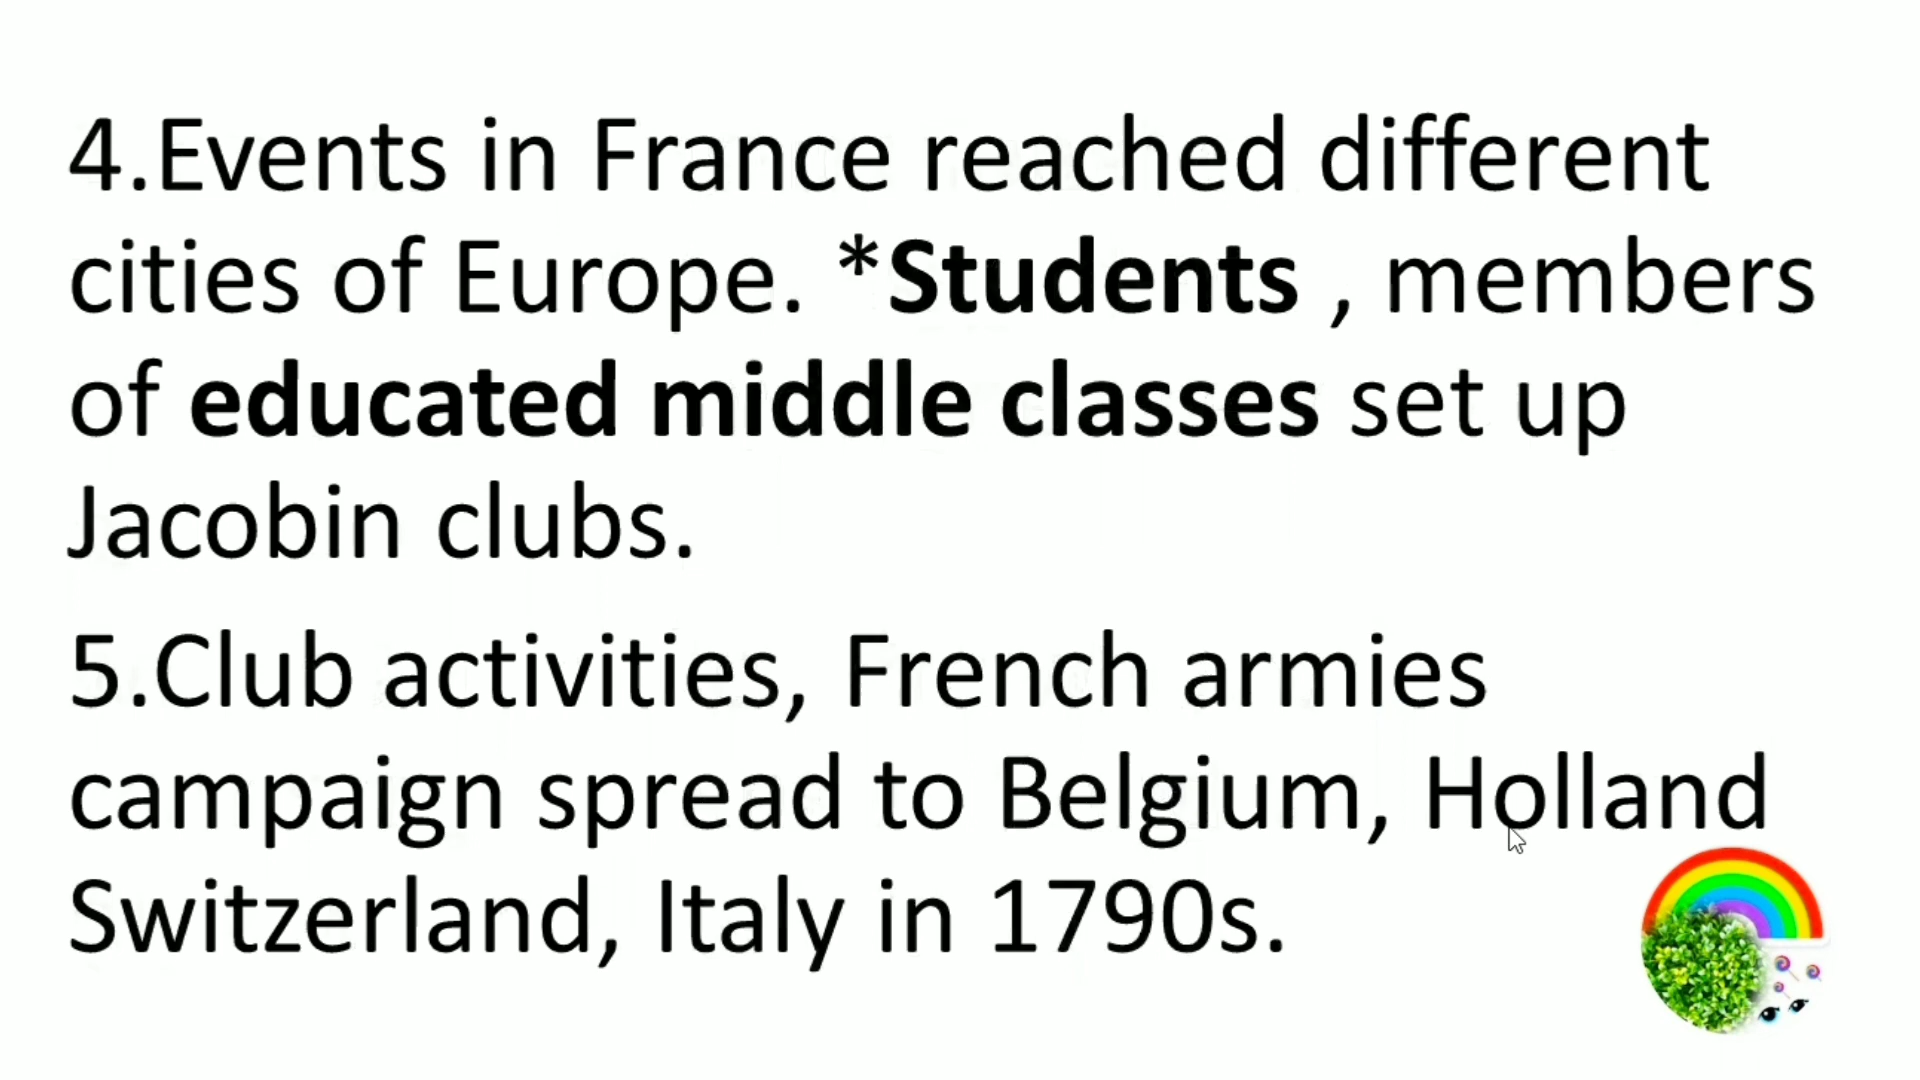 4.Events in France reached different
cities of Europe. *Students , members
of educated middle classes set up
Jacobin clubs.
5.Club activities, French armies
campaign spread to Belgium, Holland
Switzerland, Italy in 1790s.